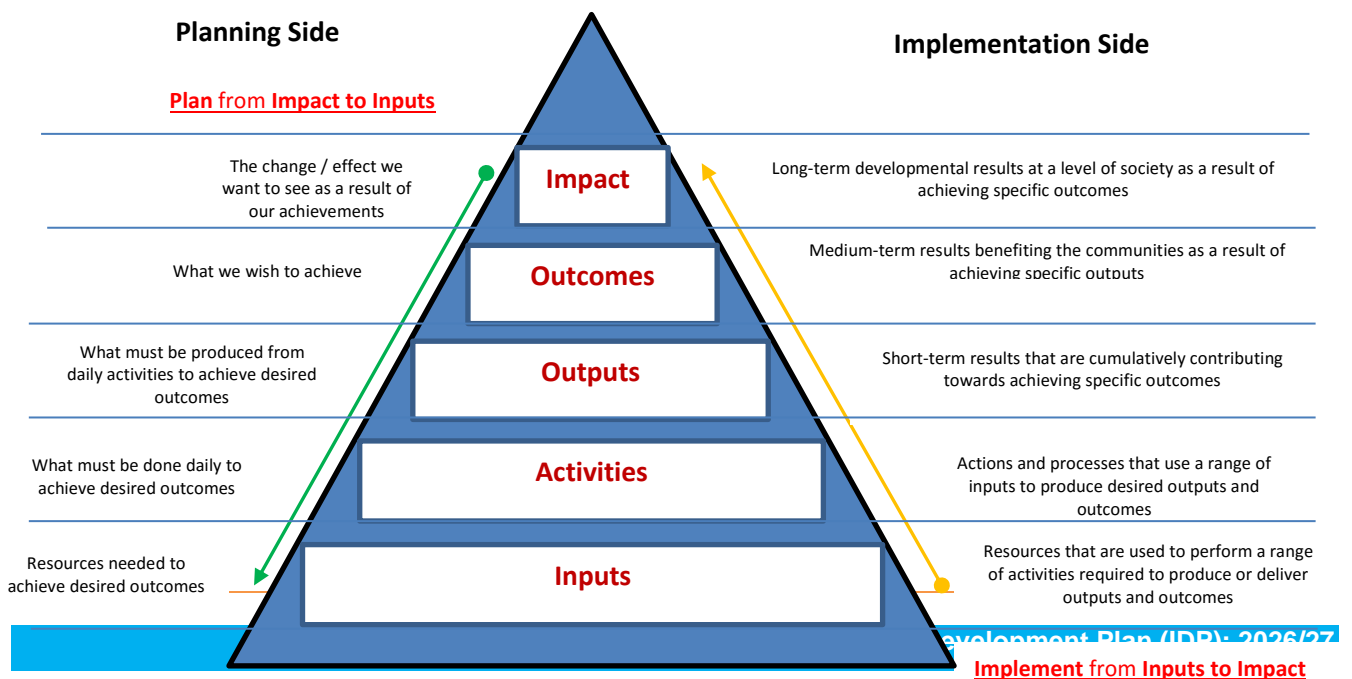 Planning Side
Implementation Side
Plan from Impact to Inputs
The change / effect we
want to see as a result of
our achievements
Impact
Long-term developmental results at a level of society as a result of
achieving specific outcomes
What we wish to achieve
Outcomes
Medium-term results benefiting the communities as a result of
achieving specific outputs
What must be produced from
daily activities to achieve desired
outcomes
Outputs
Short-term results that are cumulatively contributing
towards achieving specific outcomes
What must be done daily to
achieve desired outcomes
Activities
Actions and processes that use a range of
inputs to produce desired outputs and
outcomes
Resources needed to
achieve desired outcomes
Inputs
Resources that are used to perform a range
of activities required to produce or deliver
outputs and outcomes
evelopment Plan (IDP): 2026/27
Implement from Inputs to Impact